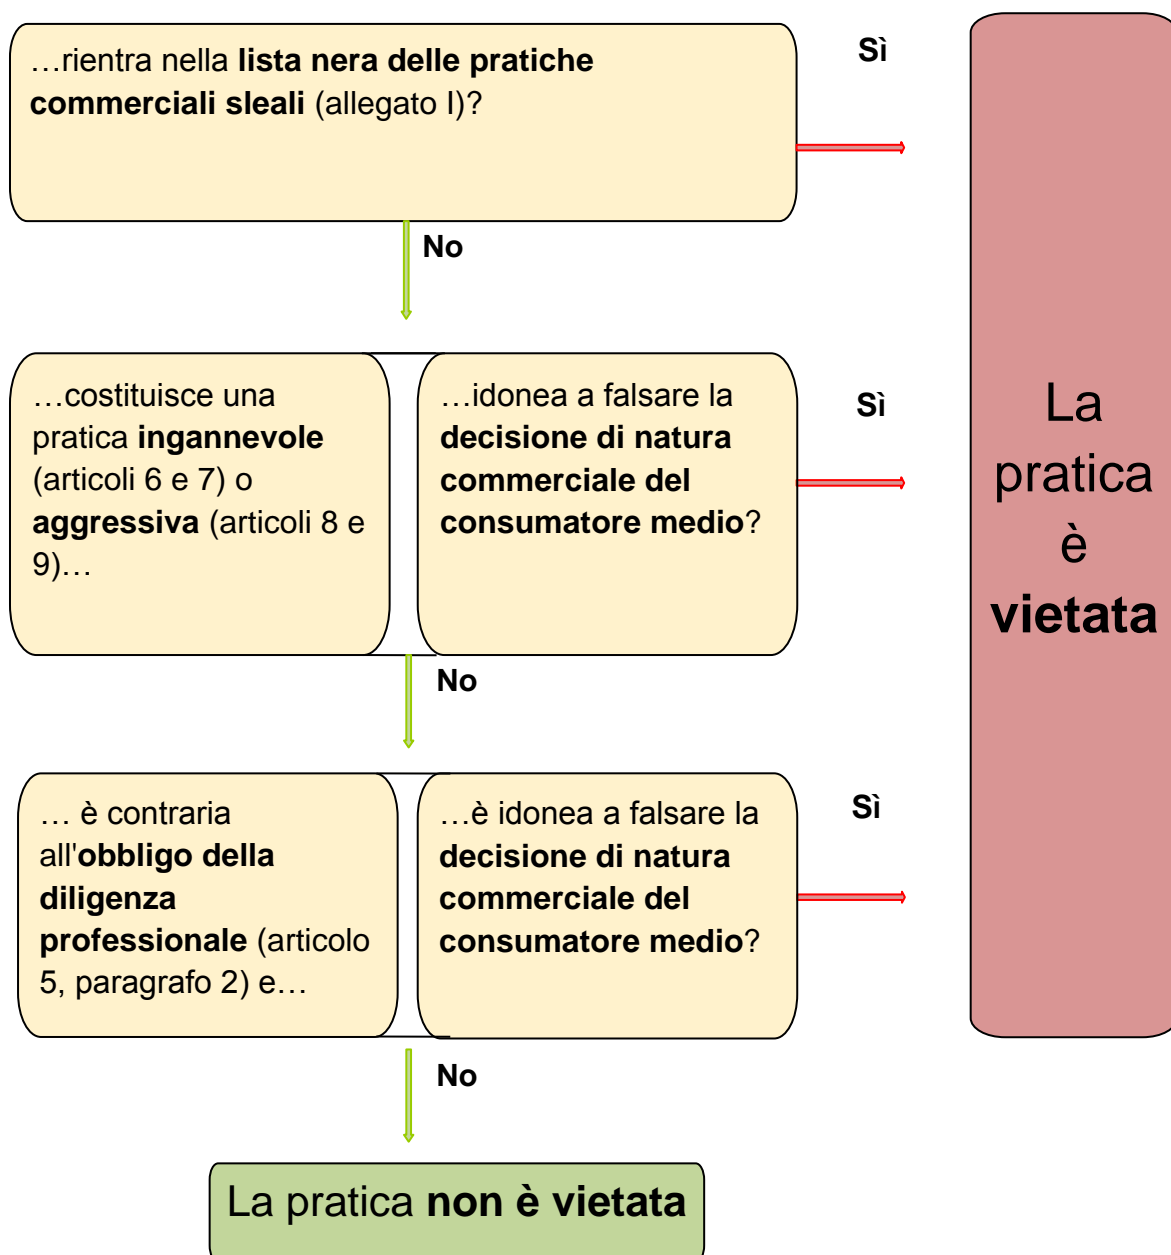 …rientra nella lista nera delle pratiche
commerciali sleali (allegato I)?
Sì
No
…costituisce una
pratica ingannevole
(articoli 6 e 7) o
aggressiva (articoli 8 e
9)…
…idonea a falsare la
decisione di natura
commerciale del
consumatore medio?
Sì
No
… è contraria
all'obbligo della
diligenza
professionale (articolo
5, paragrafo 2) e…
…è idonea a falsare la
decisione di natura
commerciale del
consumatore medio?
Sì
No
La
pratica
è
vietata
La pratica non è vietata